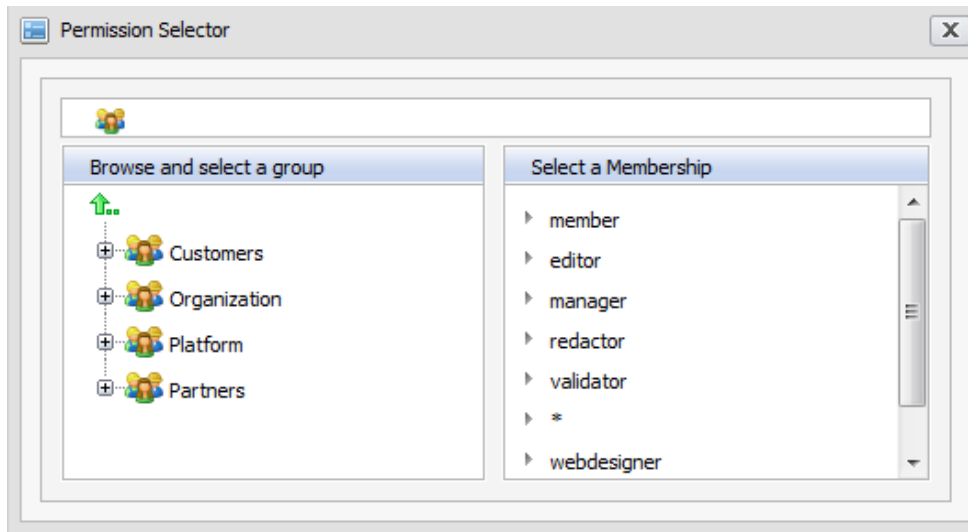 Permission Selector
Browse and select a group
..
Customers
Organization
Platform
Partners
Select a Membership
member
editor
manager
redactor
validator
*
webdesigner